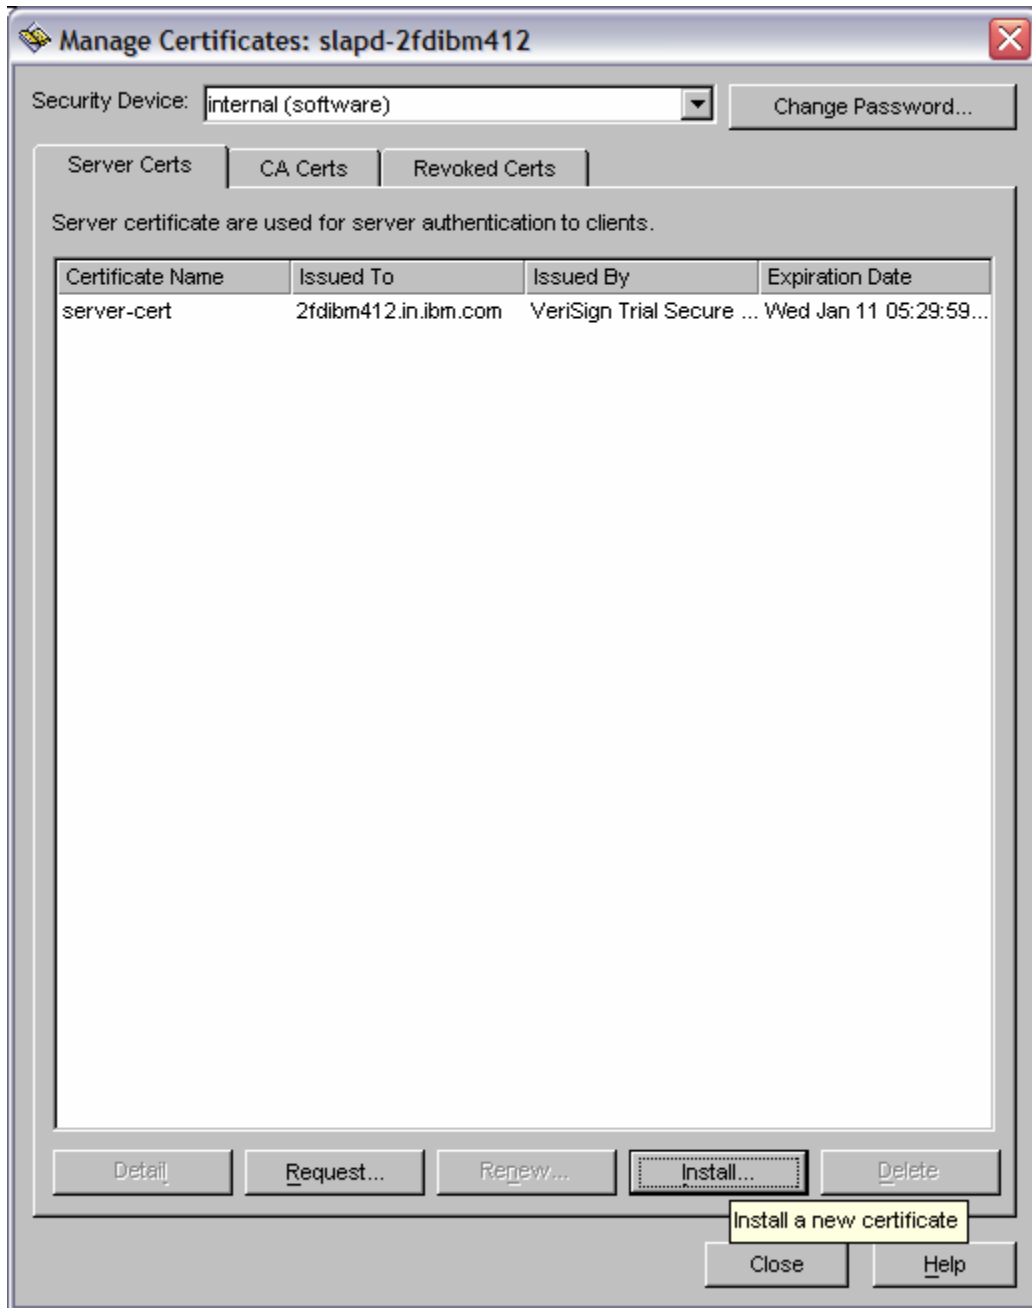 Manage Certificates: slapd-2fdibm412
Security Device: internal (software) Change Password...
Server Certs CA Certs Revoked Certs
Server certificate are used for server authentication to clients.
Certificate Name Issued To Issued By Expiration Date
server-cert 2fdibm412.in.ibm.com VeriSign Trial Secure ... Wed Jan 11 05:29:59...
Detail Request... Renew... Install... Delete
Install a new certificate
Close Help